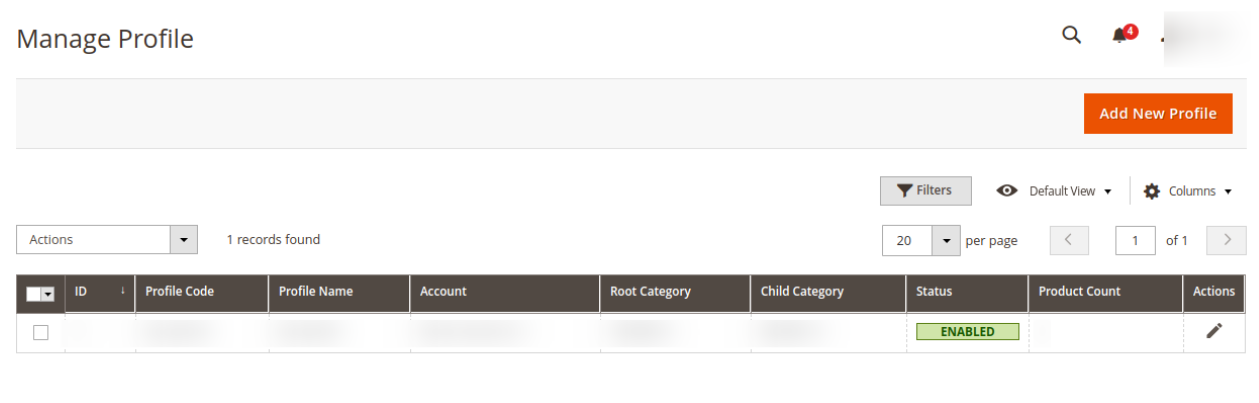 Manage Profile
4
Add New Profile
Filters Default View Columns
Actions 1 records found 20 per page 1 of 1
ID ↓ Profile Code Profile Name Account Root Category Child Category Status Product Count Actions
ENABLED